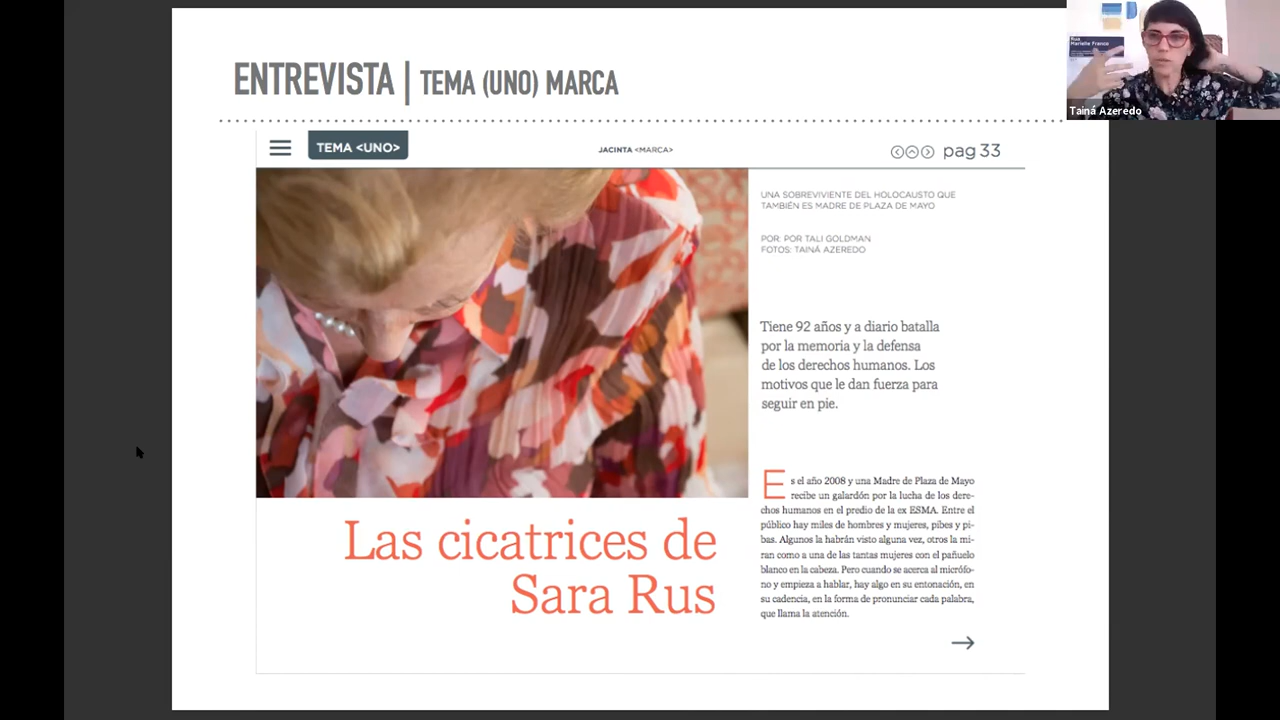 ENTREVISTA | TEMA (UNO) MARCA
TEMA <UNO>
JACINTA <MARCA>
pag 33
UNA SOBREVIVIENTE DEL HOLOCAUSTO QUE
TAMBIÉN ES MADRE DE PLAZA DE MAYO
POR: POR TALI GOLDMAN
FOTOS: TAINÁ AZEREDO
Tiene 92 años y a diario batalla
por la memoria y la defensa
de los derechos humanos. Los
motivos que le dan fuerza para
seguir en pie.
Es el año 2008 y una Madre de Plaza de Mayo
recibe un galardón por la lucha de los dere-
chos humanos en el predio de la ex ESMA. Entre el
público hay miles de hombres y mujeres, pibes y pi-
bas. Algunos la habrán visto alguna vez, otros la mi-
ran como a una de las tantas mujeres con el pañuelo
blanco en la cabeza. Pero cuando se acerca al micrófo-
no y empieza a hablar, hay algo en su entonación, en
su cadencia, en la forma de pronunciar cada palabra,
que llama la atención.
Las cicatrices de
Sara Rus
Rua
Marielle Franco
Tainá Azeredo